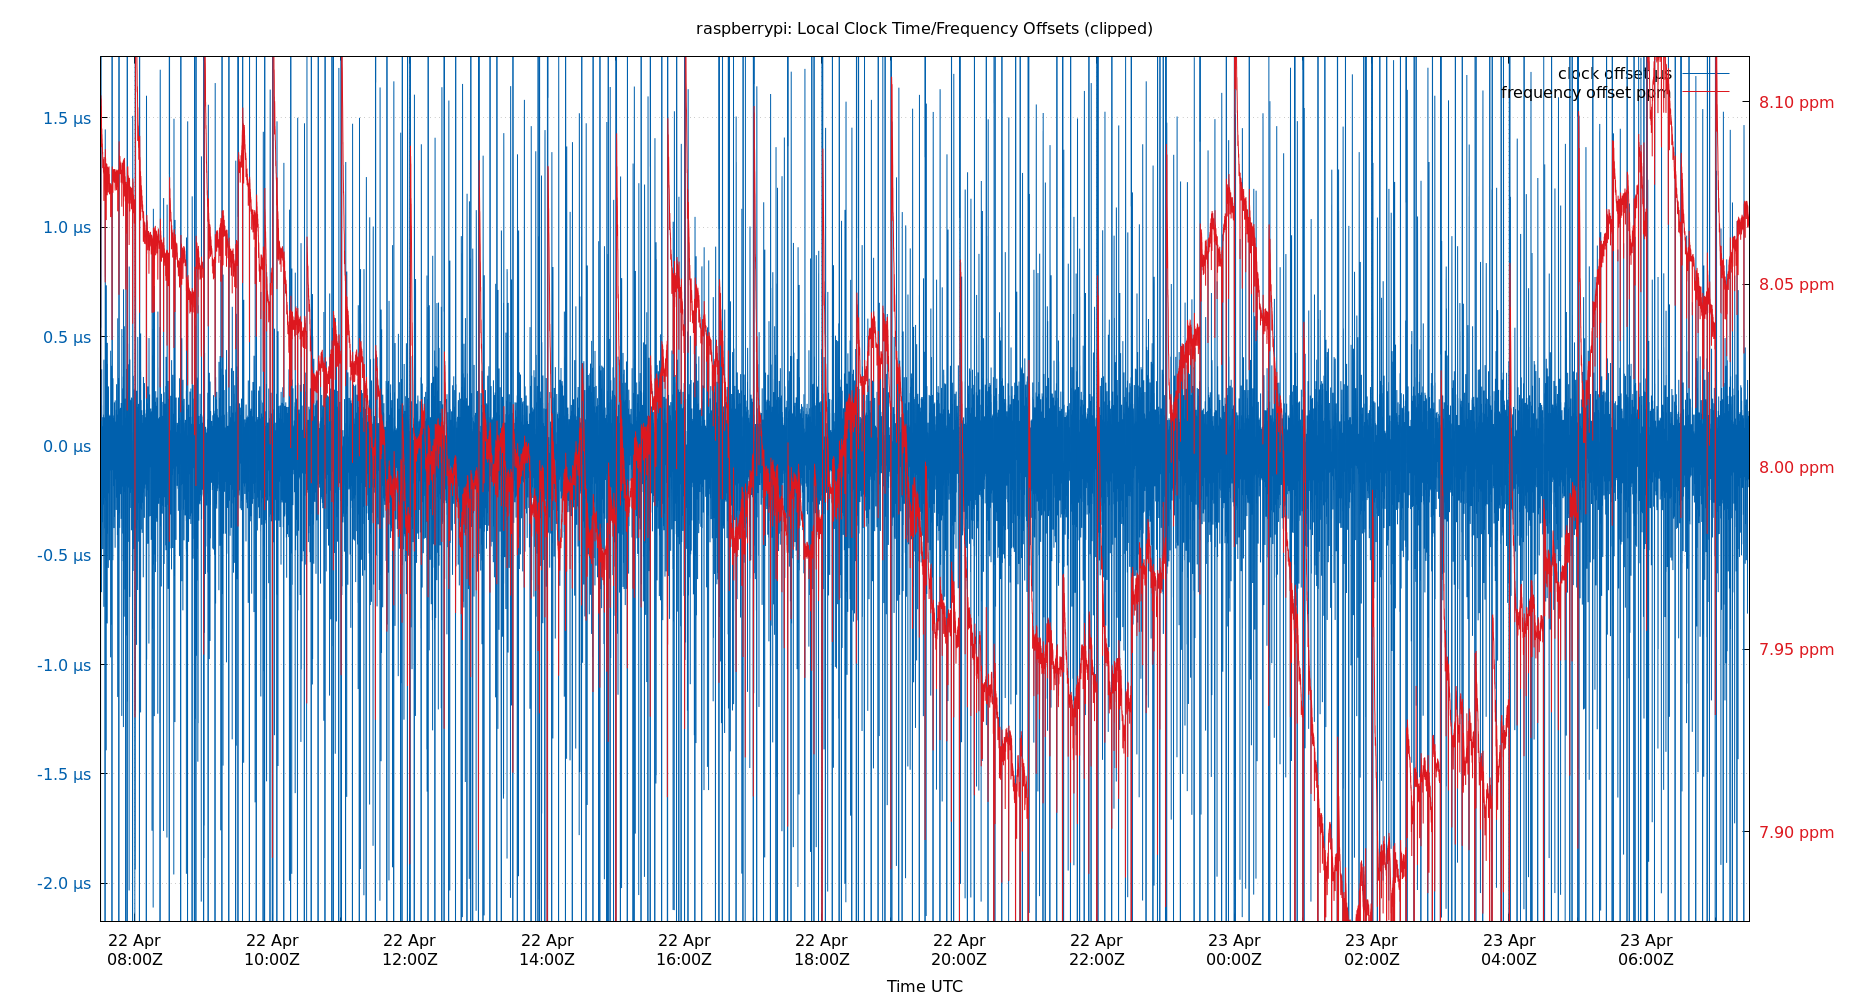 raspberrypi: Local Clock Time/Frequency Offsets (clipped)
clock offset µs
frequency offset ppm
1.5 µs
1.0 µs
0.5 µs
0.0 µs
-0.5 µs
-1.0 µs
-1.5 µs
-2.0 µs
8.10 ppm
8.05 ppm
8.00 ppm
7.95 ppm
7.90 ppm
22 Apr 22 Apr 22 Apr 22 Apr 22 Apr 22 Apr 22 Apr 22 Apr 23 Apr 23 Apr 23 Apr 23 Apr
08:00Z 10:00Z 12:00Z 14:00Z 16:00Z 18:00Z 20:00Z 22:00Z 00:00Z 02:00Z 04:00Z 06:00Z
Time UTC